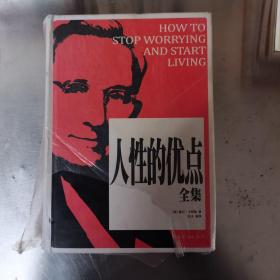 HOW TO
STOP WORRYING
AND START
LIVING
人性的优点
全集